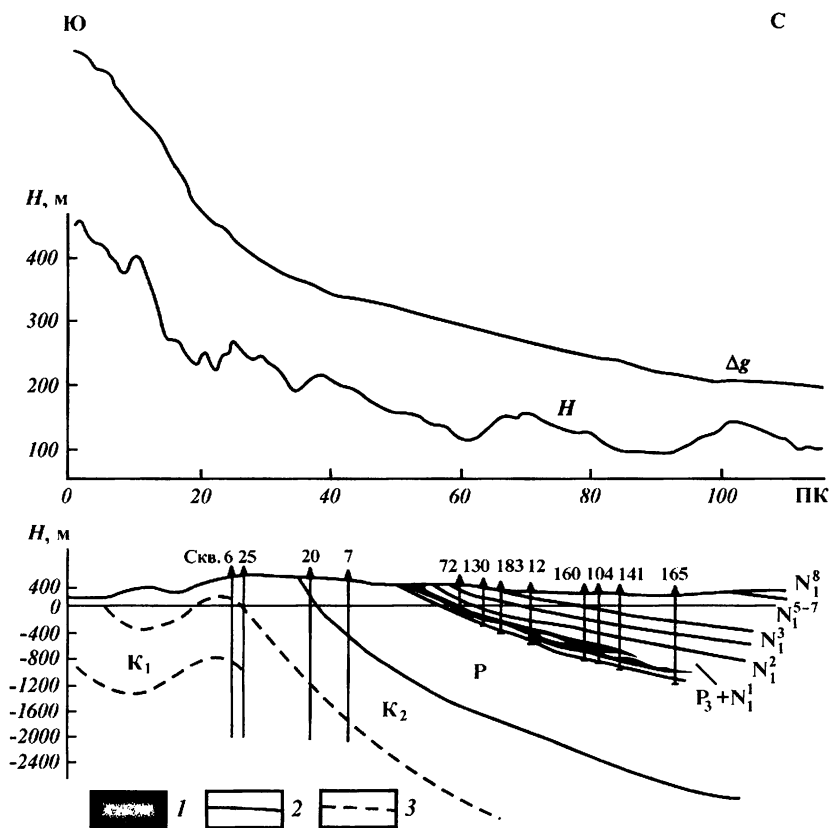 Ю С
H, м
400
300
200
100
Δg
H
0 20 40 60 80 100 ПК
H, м
400
0
-400
-800
-1200
-1600
-2000
-2400
Скв. 6 25 20 7 72 130 183 12 160 104 141 165
N₁⁸
N₁⁵⁻⁷
N₁³
N₁²
P₃ + N₁¹
K₁
K₂
P
1 2 3